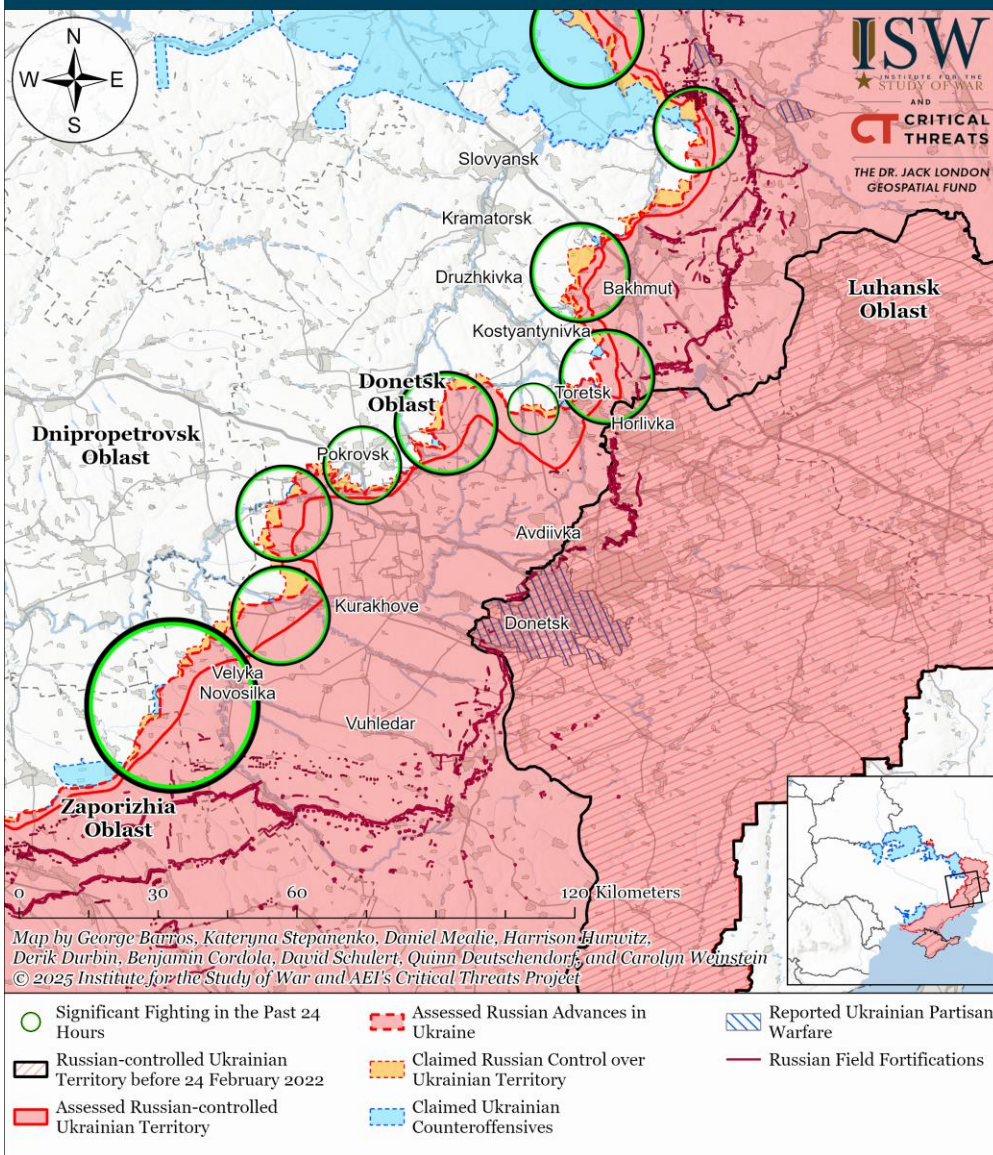 N
W
E
S
ISW
INSTITUTE FOR THE
STUDY OF WAR
AND
CT CRITICAL
THREATS
THE DR. JACK LONDON
GEOSPATIAL FUND
Slovyansk
Kramatorsk
Druzhkivka
Bakhmut
Luhansk
Oblast
Kostyantynivka
Donetsk
Oblast
Toretsk
Horlivka
Dnipropetrovsk
Oblast
Pokrovsk
Avdiivka
Kurakhove
Donetsk
Velyka
Novosilka
Vuhledar
Zaporizhia
Oblast
0 30 60 120 Kilometers
Map by George Barros, Kateryna Stepanenko, Daniel Mealie, Harrison Hurwitz,
Derik Durbin, Benjamin Cordola, David Schulert, Quinn Deutschendorf, and Carolyn Weinstein
© 2025 Institute for the Study of War and AEI's Critical Threats Project
Significant Fighting in the Past 24
Hours
Russian-controlled Ukrainian
Territory before 24 February 2022
Assessed Russian-controlled
Ukrainian Territory
Assessed Russian Advances in
Ukraine
Claimed Russian Control over
Ukrainian Territory
Claimed Ukrainian
Counteroffensives
Reported Ukrainian Partisan
Warfare
Russian Field Fortifications